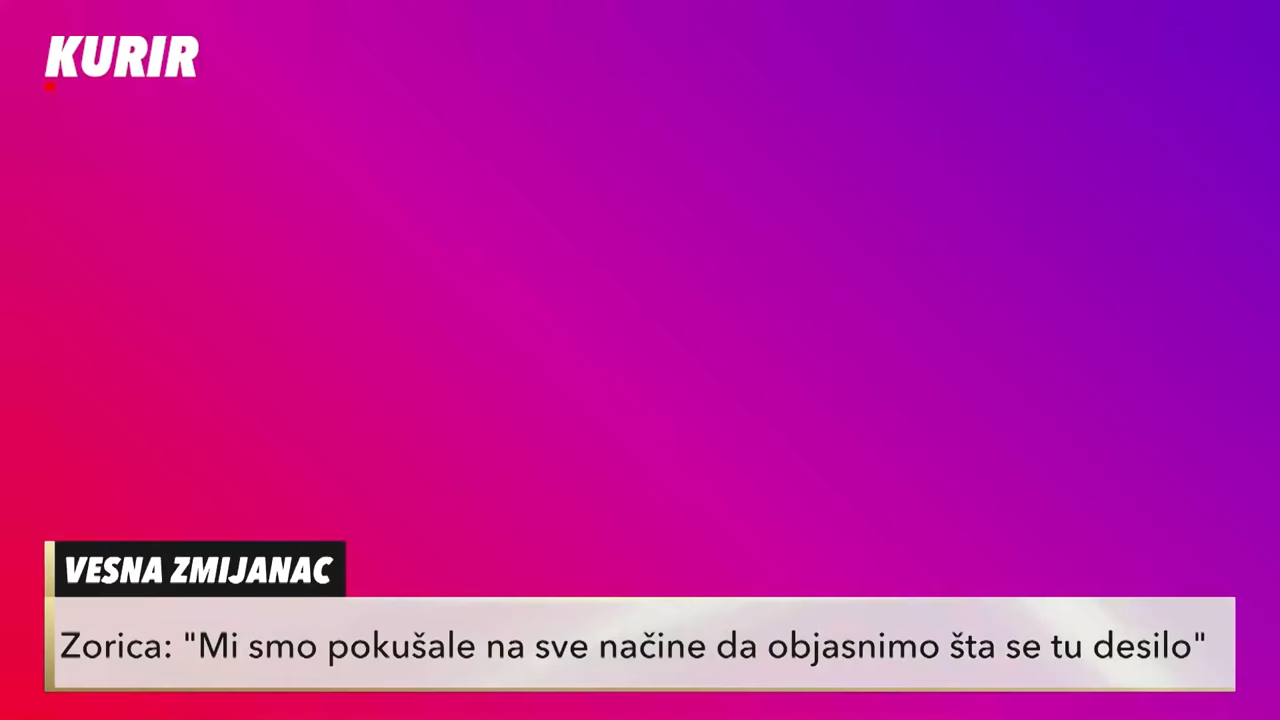 KURIR
VESNA ZMIJANAC
Zorica: "Mi smo pokušale na sve načine da objasnimo šta se tu desilo"